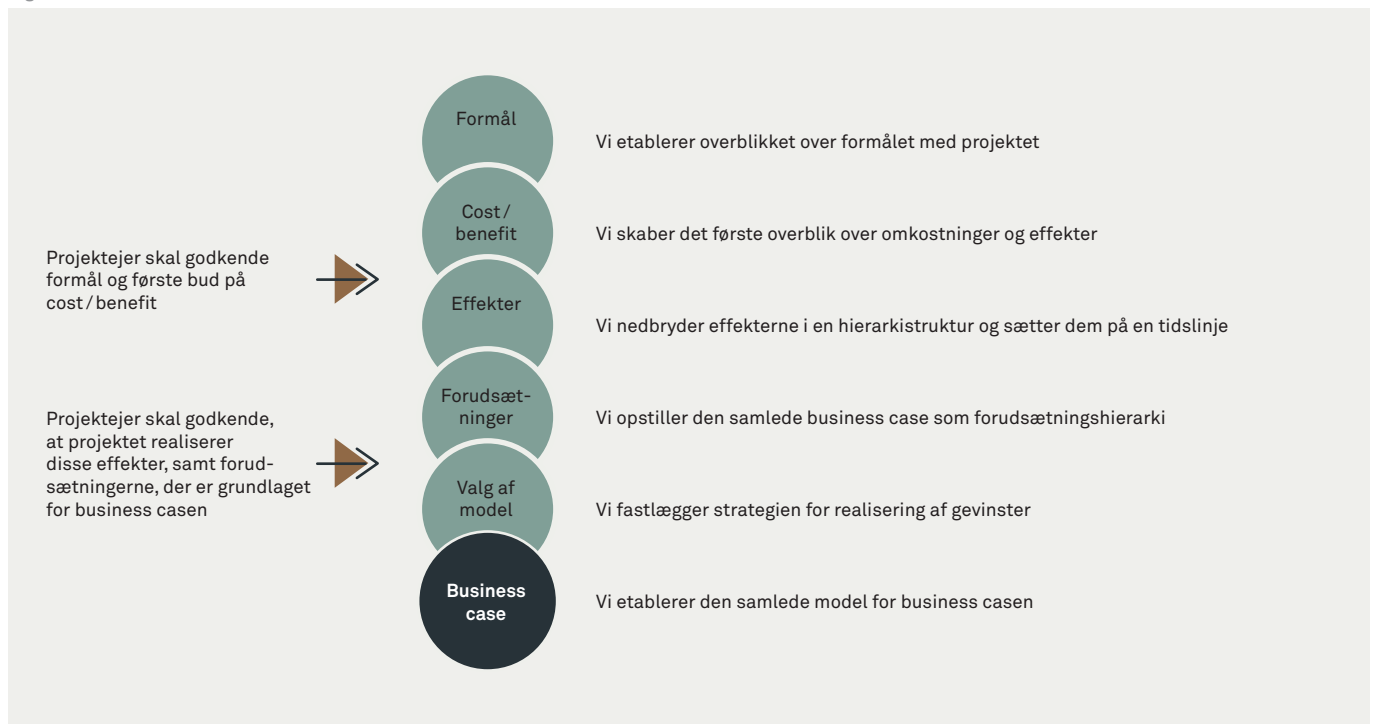 Formål
Vi etablerer overblikket over formålet med projektet
Cost /
benefit
Vi skaber det første overblik over omkostninger og effekter
Projektejer skal godkende
formål og første bud på
cost / benefit
Effekter
Vi nedbryder effekterne i en hierarkistruktur og sætter dem på en tidslinje
Forudsæt-
ninger
Vi opstiller den samlede business case som forudsætningshierarki
Projektejer skal godkende,
at projektet realiserer
disse effekter, samt forud-
sætningerne, der er grundlaget
for business casen
Valg af
model
Vi fastlægger strategien for realisering af gevinster
Business
case
Vi etablerer den samlede model for business casen